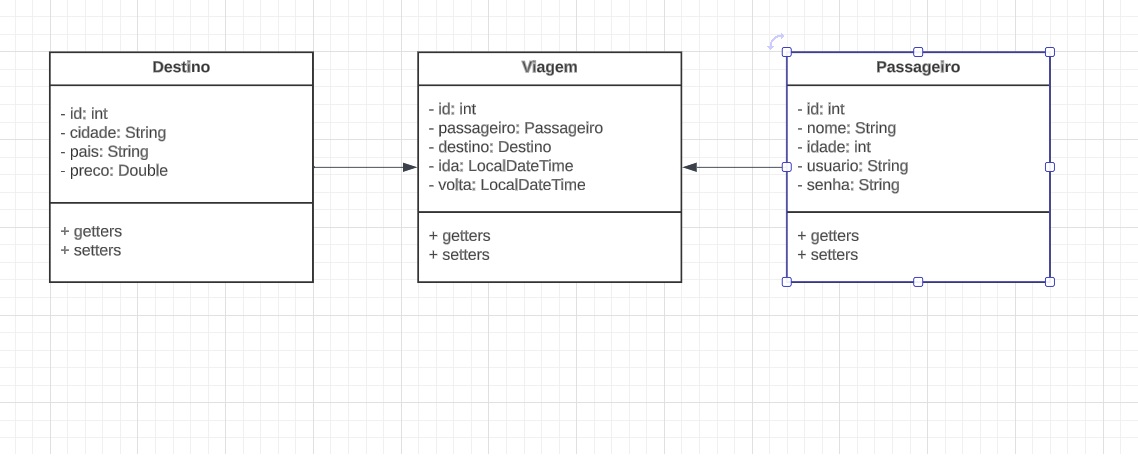 Destino
- id: int
- cidade: String
- pais: String
- preco: Double
+ getters
+ setters
Viagem
- id: int
- passageiro: Passageiro
- destino: Destino
- ida: LocalDateTime
- volta: LocalDateTime
+ getters
+ setters
Passageiro
- id: int
- nome: String
- idade: int
- usuario: String
- senha: String
+ getters
+ setters